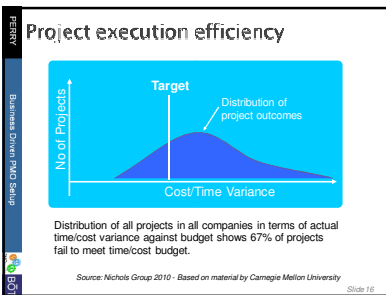 Project execution efficiency
PERRY
Business Driven PMO Setup
Target
Distribution of
project outcomes
No of Projects
Cost/Time Variance
Distribution of all projects in all companies in terms of actual
time/cost variance against budget shows 67% of projects
fail to meet time/cost budget.
Source: Nichols Group 2010 - Based on material by Carnegie Mellon University
Slide 16